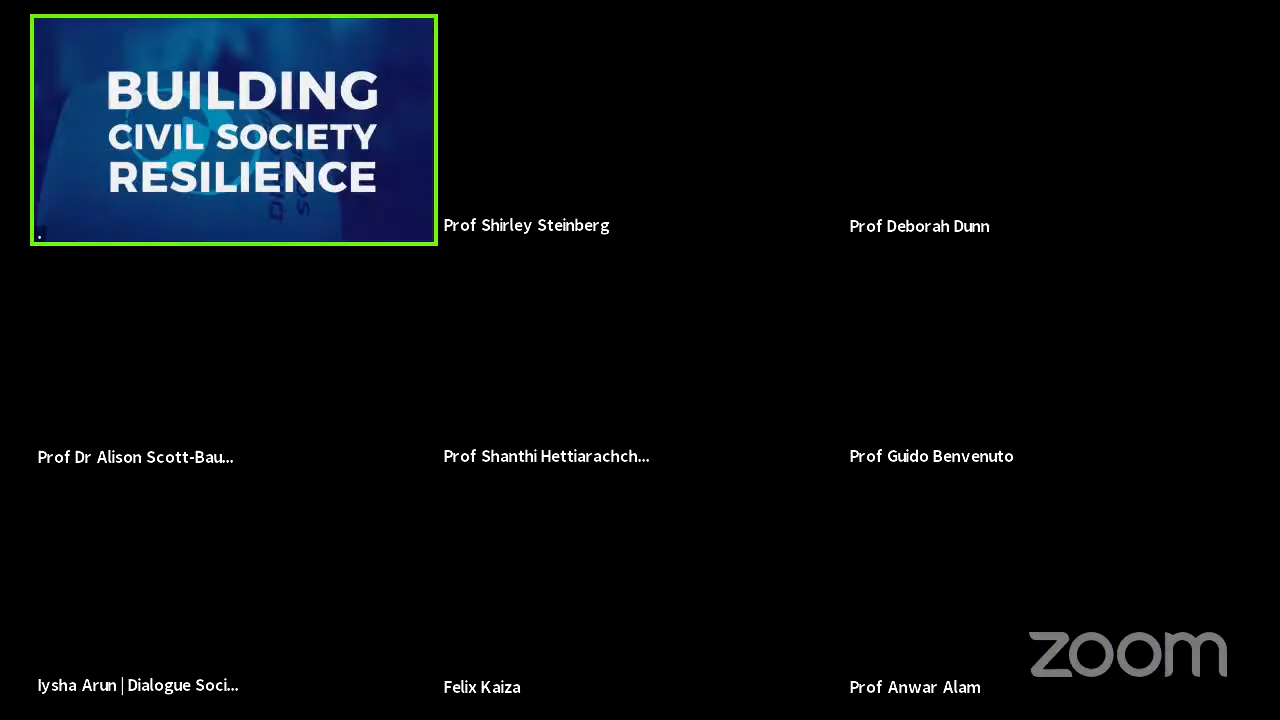 BUILDING
CIVIL SOCIETY
RESILIENCE
Prof Shirley Steinberg
Prof Deborah Dunn
Prof Dr Alison Scott-Bau...
Prof Shanthi Hettiarachch...
Prof Guido Benvenuto
Iysha Arun | Dialogue Soci...
Felix Kaiza
Prof Anwar Alam
zoom